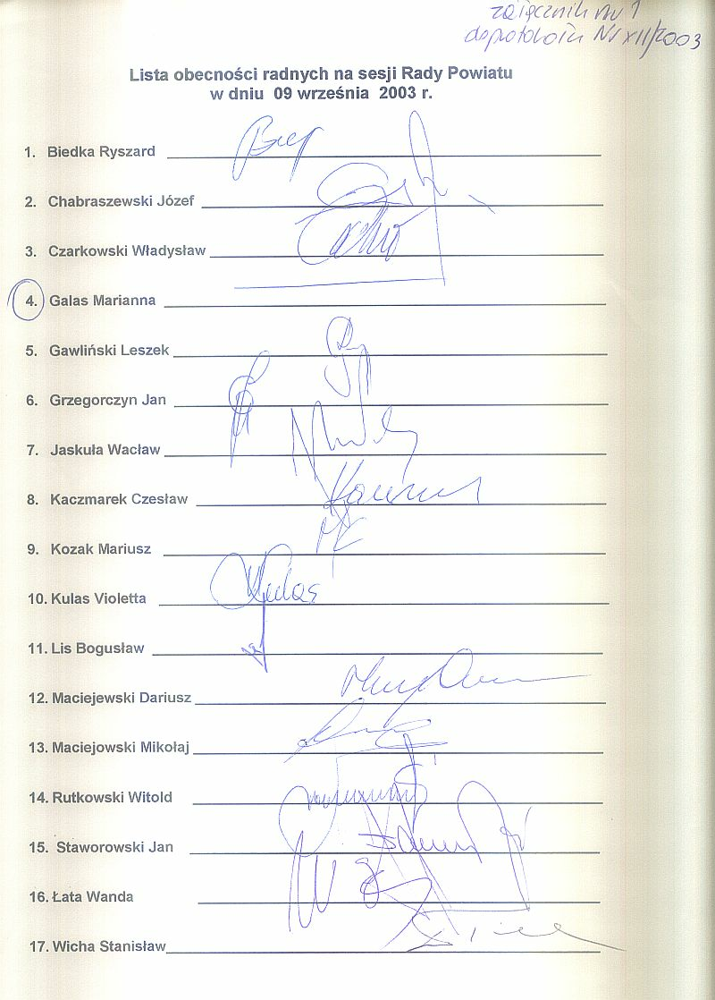 załącznik nr 1
do protokołu Nr XII/2003
Lista obecności radnych na sesji Rady Powiatu
w dniu 09 września 2003 r.
1. Biedka Ryszard
2. Chabraszewski Józef
3. Czarkowski Władysław
4. Galas Marianna
5. Gawliński Leszek
6. Grzegorczyn Jan
7. Jaskuła Wacław
8. Kaczmarek Czesław
9. Kozak Mariusz
10. Kulas Violetta
Kulas
11. Lis Bogusław
12. Maciejewski Dariusz
13. Maciejowski Mikołaj
14. Rutkowski Witold
15. Staworowski Jan
16. Łata Wanda
17. Wicha Stanisław